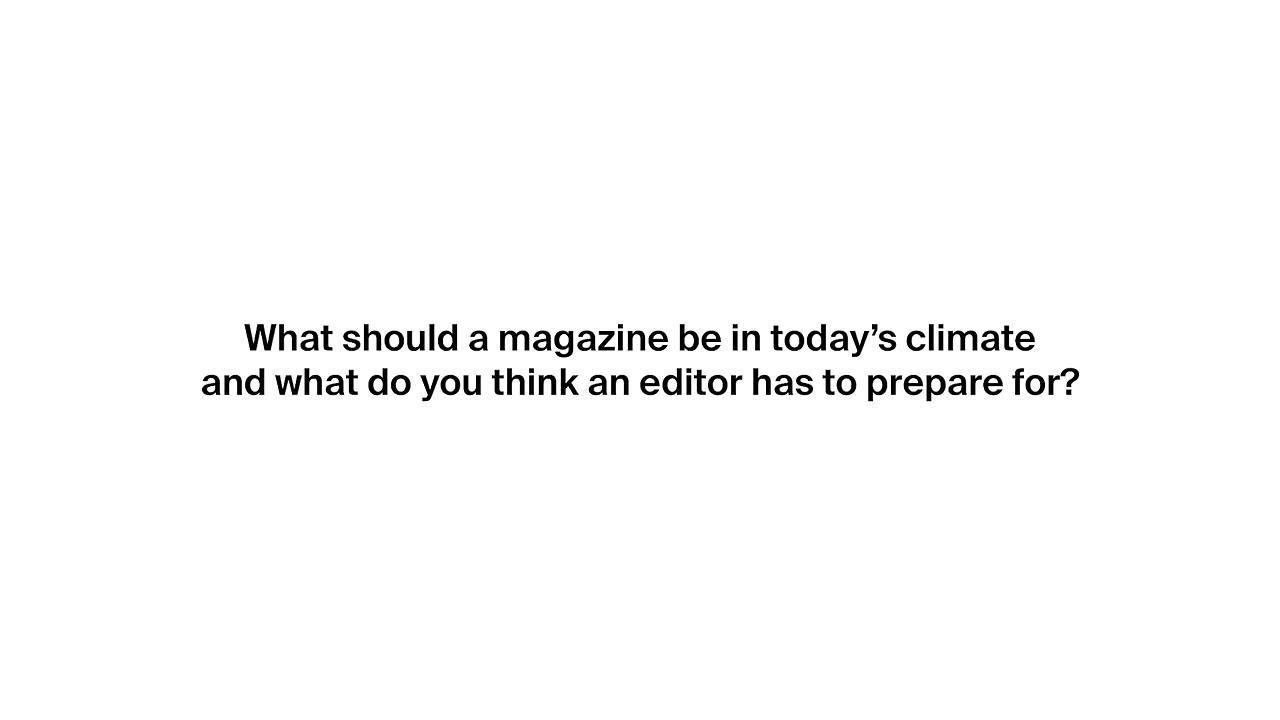 What should a magazine be in today’s climate
and what do you think an editor has to prepare for?